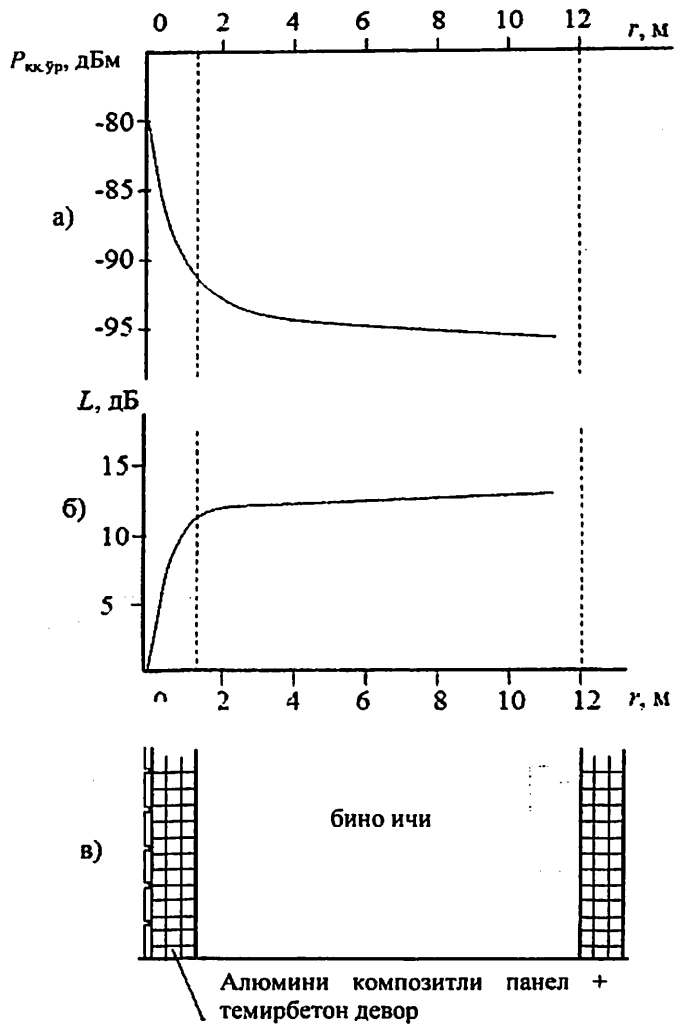 0 2 4 6 8 10 12 r, м
Pкк.ўр, дБм
-80
-85
а)
-90
-95
L, дБ
15
б)
10
5
0 2 4 6 8 10 12 r, м
бино ичи
в)
Алюмини композитли панел +
темирбетон девор